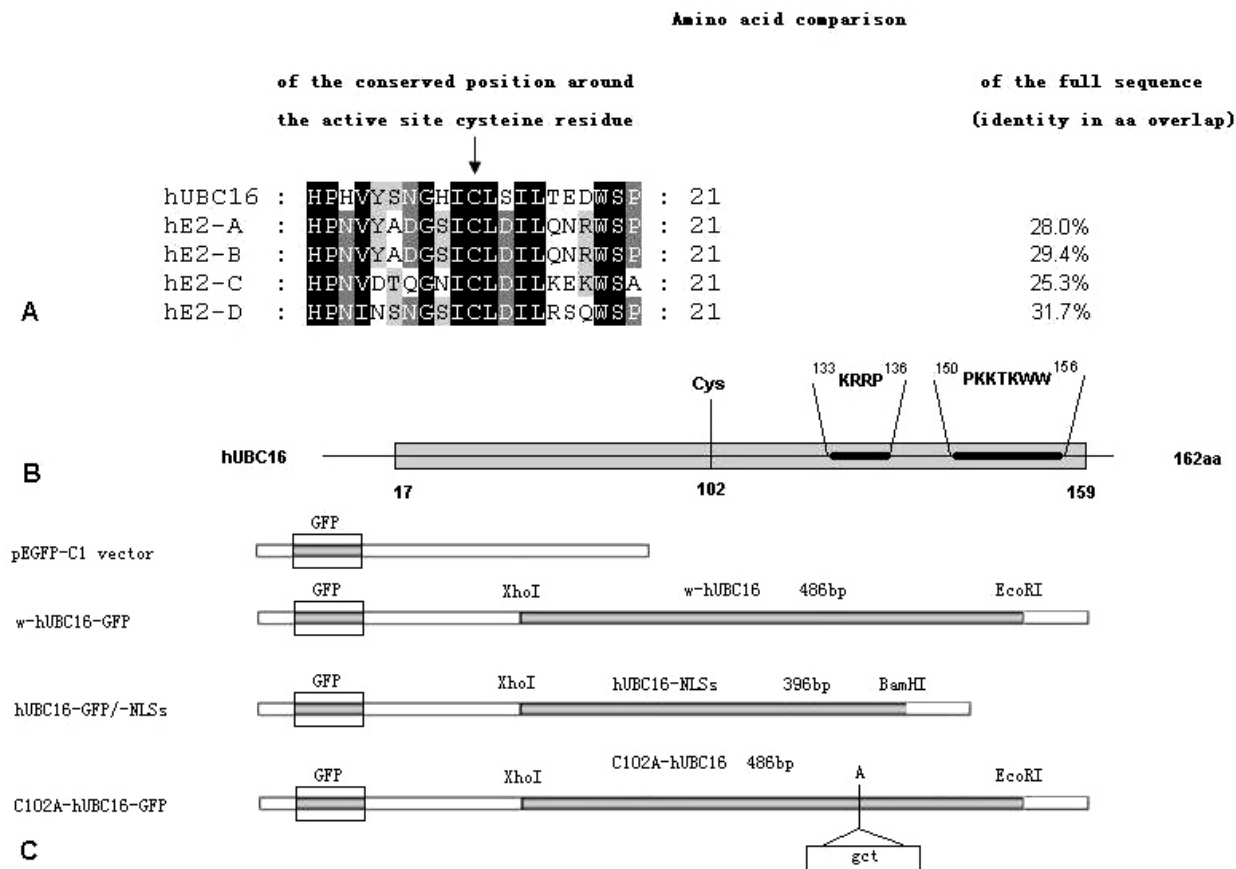 Amino acid comparison
of the conserved position around
the active site cysteine residue
of the full sequence
(identity in aa overlap)
hUBC16 : HPHVYSNGHICLSILTEDWSP : 21
hE2-A : HPNVYADGSICLDILQNRWSP : 21 28.0%
hE2-B : HPNVYADGSICLDILQNRWSP : 21 29.4%
hE2-C : HPNVDTQGNICLDILKEKWSA : 21 25.3%
hE2-D : HPNINSNGSICLDILRSQWSP : 21 31.7%
A
133 KRRP 136 150 PKKTKWW 156
Cys
hUBC16 162aa
B
17 102 159
GFP
pEGFP-C1 vector
GFP XhoI w-hUBC16 486bp EcoRI
w-hUBC16-GFP
GFP XhoI hUBC16-NLSs 396bp BamHI
hUBC16-GFP/-NLSs
GFP XhoI C102A-hUBC16 486bp A EcoRI
C102A-hUBC16-GFP
C
gct